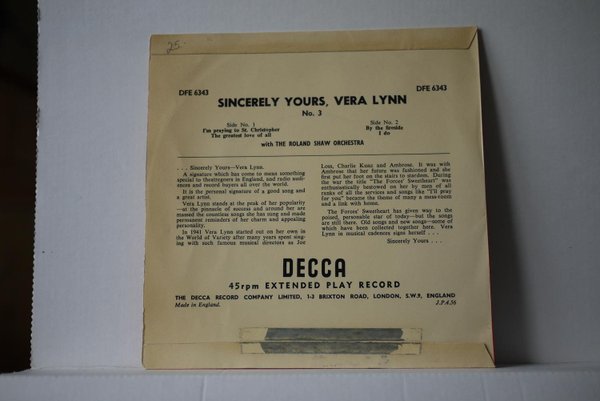 25.
DFE 6343
DFE 6343
SINCERELY YOURS, VERA LYNN
No. 3
Side No. 1
I'm praying to St. Christopher
The greatest love of all
Side No. 2
By the fireside
I do
with THE ROLAND SHAW ORCHESTRA
. . . Sincerely Yours—Vera Lynn.
A signature which has come to mean something
special to theatregoers in England, and radio audi-
ences and record buyers all over the world.
It is the personal signature of a good song and
a great artist.
Vera Lynn stands at the peak of her popularity
—at the pinnacle of success and around her are
massed the countless songs she has sung and made
permanent reminders of her charm and appealing
personality.
In 1941 Vera Lynn started out on her own in
the World of Variety after many years spent sing-
ing with such famous musical directors as Joe
Loss, Charlie Kunz and Ambrose. It was with
Ambrose that her future was fashioned and she
first put her foot on the stairs to stardom. During
the war the title "The Forces' Sweetheart" was
enthusiastically bestowed on her by men of all
ranks of all the services and songs like "I'll pray
for you" became the theme of many a mess-room
and a link with home.
The Forces' Sweetheart has given way to the
poised, personable star of today—but the songs
are still there. Old songs and new songs—some of
which have been collected together here. Vera
Lynn in musical cadences signs herself . . .
Sincerely Yours . . .
DECCA
45rpm EXTENDED PLAY RECORD
THE DECCA RECORD COMPANY LIMITED, 1-3 BRIXTON ROAD, LONDON, S.W.9, ENGLAND
Made in England.
J.P.456